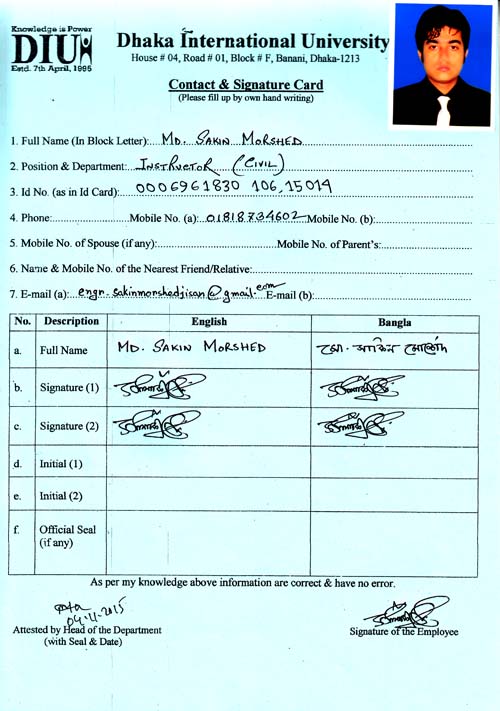 Knowledge is Power
DIU
Estd. 7th April, 1995
Dhaka International University
House # 04, Road # 01, Block # F, Banani, Dhaka-1213
Contact & Signature Card
(Please fill up by own hand writing)
1. Full Name (In Block Letter): MD. SAKIN MORSHED
2. Position & Department: INSTRUCTOR (CIVIL)
3. Id No. (as in Id Card): 0006961830 106,15014
4. Phone: Mobile No. (a): 01818734602 Mobile No. (b):
5. Mobile No. of Spouse (if any): Mobile No. of Parent's:
6. Name & Mobile No. of the Nearest Friend/Relative:
7. E-mail (a): engr.sakinmorshedjisan@gmail.com E-mail (b):
No. Description English Bangla
a. Full Name MD. SAKIN MORSHED মো. সাকিন মোর্শেদ
b. Signature (1)
c. Signature (2)
d. Initial (1)
e. Initial (2)
f. Official Seal
(if any)
As per my knowledge above information are correct & have no error.
04-11-2015
Attested by Head of the Department
(with Seal & Date)
Signature of the Employee